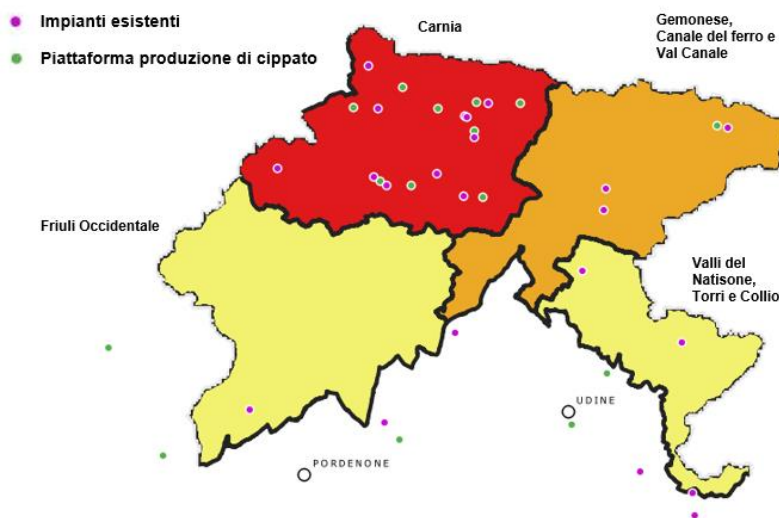 Impianti esistenti
Piattaforma produzione di cippato
Carnia
Gemonese,
Canale del ferro e
Val Canale
Friuli Occidentale
Valli del
Natisone,
Torri e Collio
UDINE
PORDENONE